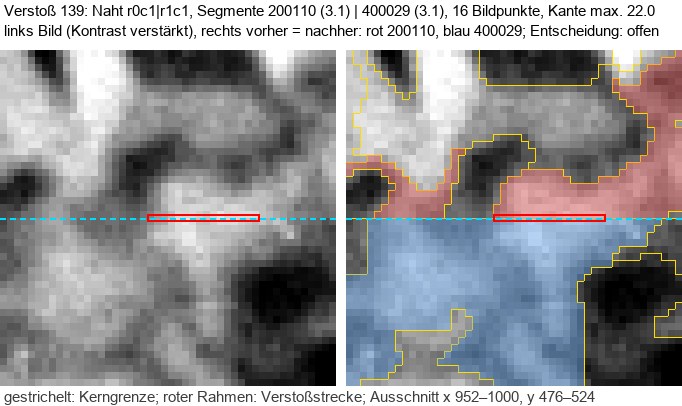 Verstoß 139: Naht r0c1|r1c1, Segmente 200110 (3.1) | 400029 (3.1), 16 Bildpunkte, Kante max. 22.0
links Bild (Kontrast verstärkt), rechts vorher = nachher: rot 200110, blau 400029; Entscheidung: offen
gestrichelt: Kerngrenze; roter Rahmen: Verstoßstrecke; Ausschnitt x 952–1000, y 476–524